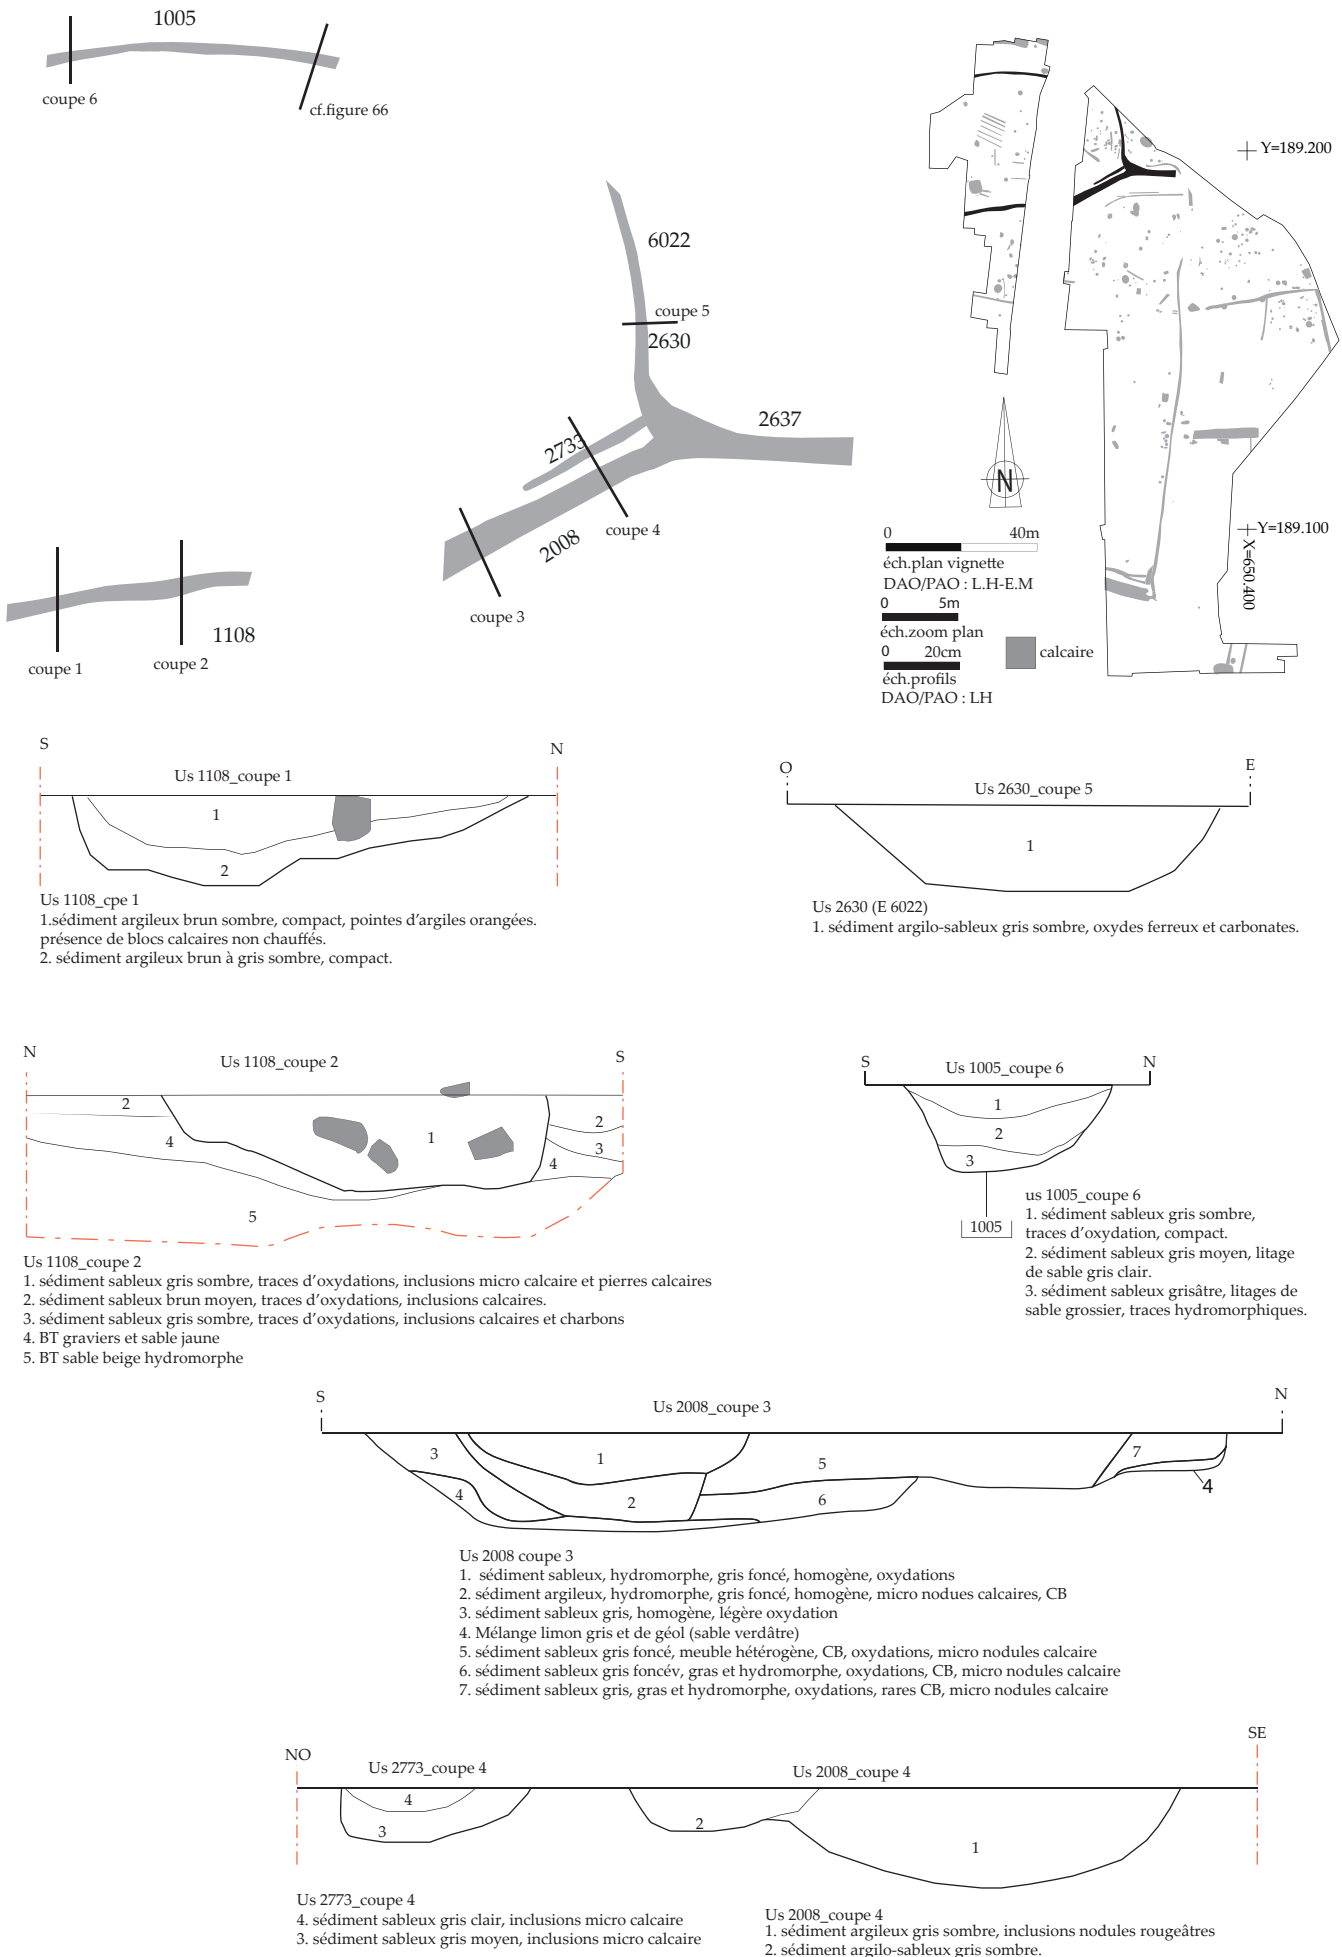 1005
coupe 6
cf.figure 66
Y=189.200
6022
coupe 5
2630
2637
2733
2008
coupe 4
coupe 3
1108
coupe 1
coupe 2
N
Y=189.100
X=650.400
0 40m
éch.plan vignette
DAO/PAO : L.H-E.M
0 5m
éch.zoom plan
0 20cm
éch.profils
DAO/PAO : LH
calcaire
S
N
Us 1108_coupe 1
1
2
Us 1108_cpe 1
1.sédiment argileux brun sombre, compact, pointes d'argiles orangées.
présence de blocs calcaires non chauffés.
2. sédiment argileux brun à gris sombre, compact.
O
E
Us 2630_coupe 5
1
Us 2630 (E 6022)
1. sédiment argilo-sableux gris sombre, oxydes ferreux et carbonates.
N
S
Us 1108_coupe 2
2
4
1
2
3
4
5
Us 1108_coupe 2
1. sédiment sableux gris sombre, traces d'oxydations, inclusions micro calcaire et pierres calcaires
2. sédiment sableux brun moyen, traces d'oxydations, inclusions calcaires.
3. sédiment sableux gris sombre, traces d'oxydations, inclusions calcaires et charbons
4. BT graviers et sable jaune
5. BT sable beige hydromorphe
S
N
Us 1005_coupe 6
1
2
3
1005
us 1005_coupe 6
1. sédiment sableux gris sombre,
traces d'oxydation, compact.
2. sédiment sableux gris moyen, litage
de sable gris clair.
3. sédiment sableux grisâtre, litages de
sable grossier, traces hydromorphiques.
S
N
Us 2008_coupe 3
3
1
5
7
4
2
6
4
Us 2008 coupe 3
1. sédiment sableux, hydromorphe, gris foncé, homogène, oxydations
2. sédiment argileux, hydromorphe, gris foncé, homogène, micro nodues calcaires, CB
3. sédiment sableux gris, homogène, légère oxydation
4. Mélange limon gris et de géol (sable verdâtre)
5. sédiment sableux gris foncé, meuble hétérogène, CB, oxydations, micro nodules calcaire
6. sédiment sableux gris foncév, gras et hydromorphe, oxydations, CB, micro nodules calcaire
7. sédiment sableux gris, gras et hydromorphe, oxydations, rares CB, micro nodules calcaire
NO
SE
Us 2773_coupe 4
Us 2008_coupe 4
4
3
2
1
Us 2773_coupe 4
4. sédiment sableux gris clair, inclusions micro calcaire
3. sédiment sableux gris moyen, inclusions micro calcaire
Us 2008_coupe 4
1. sédiment argileux gris sombre, inclusions nodules rougeâtres
2. sédiment argilo-sableux gris sombre.